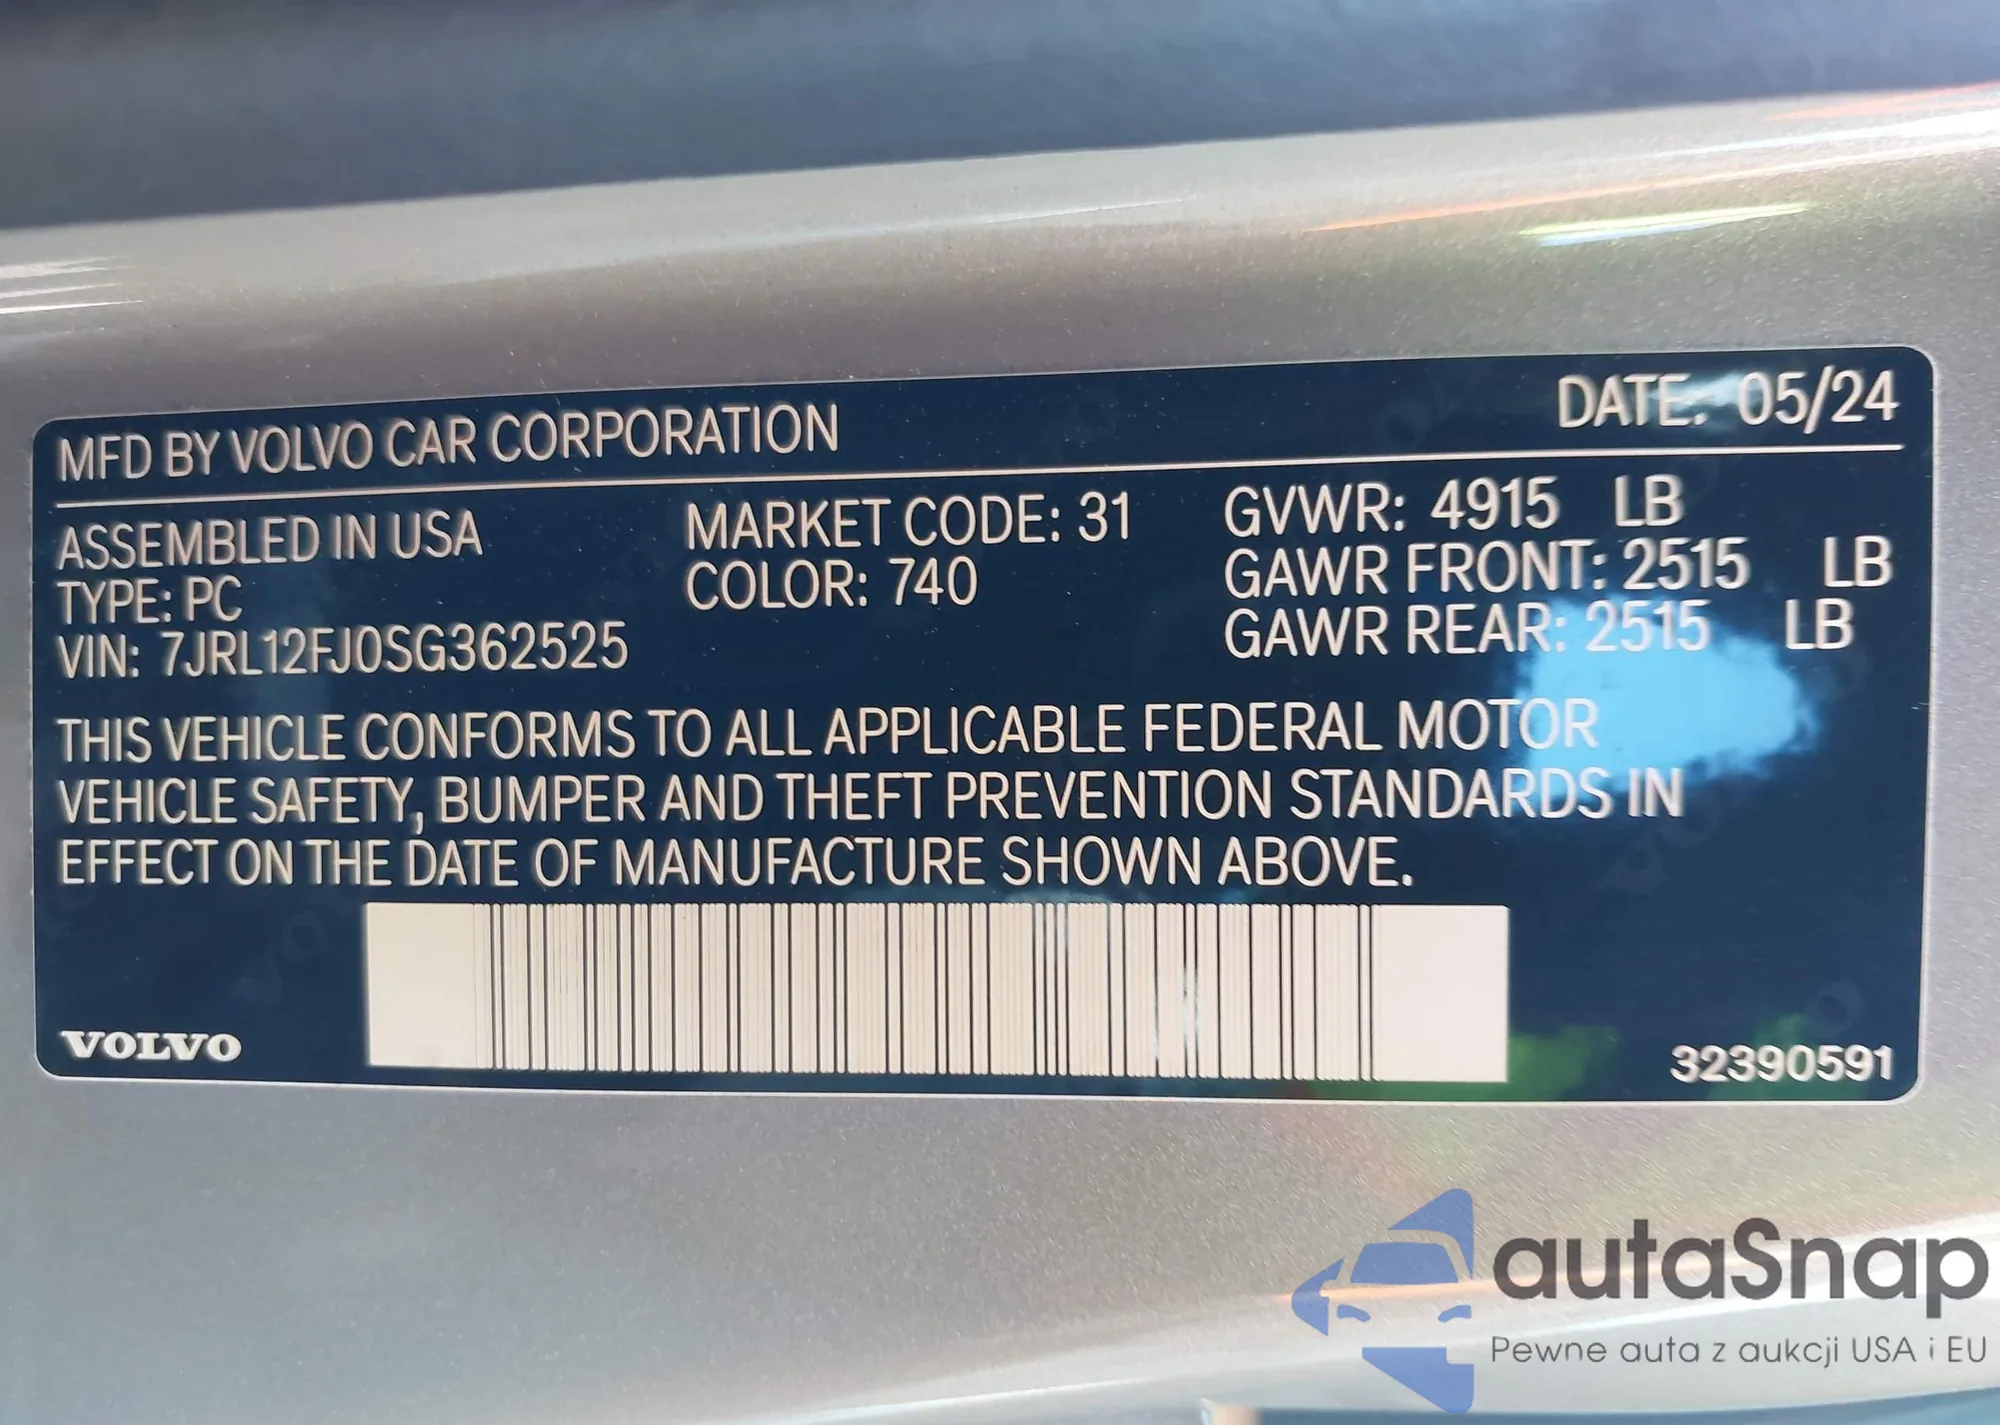 MFD BY VOLVO CAR CORPORATION DATE: 05/24
ASSEMBLED IN USA MARKET CODE: 31 GVWR: 4915 LB
TYPE: PC COLOR: 740 GAWR FRONT: 2515 LB
VIN: 7JRL12FJ0SG362525 GAWR REAR: 2515 LB
THIS VEHICLE CONFORMS TO ALL APPLICABLE FEDERAL MOTOR
VEHICLE SAFETY, BUMPER AND THEFT PREVENTION STANDARDS IN
EFFECT ON THE DATE OF MANUFACTURE SHOWN ABOVE.
VOLVO 32390591
autaSnap
Pewne auta z aukcji USA i EU